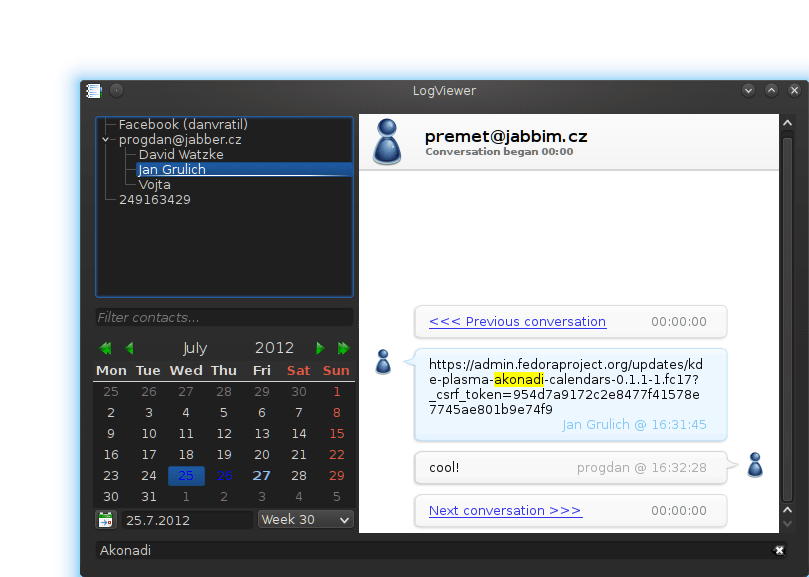 LogViewer
Facebook (danvratil)
progdan@jabber.cz
David Watzke
Jan Grulich
Vojta
249163429
Filter contacts...
July 2012
Mon Tue Wed Thu Fri Sat Sun
25 26 27 28 29 30 1
2 3 4 5 6 7 8
9 10 11 12 13 14 15
16 17 18 19 20 21 22
23 24 25 26 27 28 29
30 31 1 2 3 4 5
25.7.2012 Week 30
premet@jabbim.cz
Conversation began 00:00
<<< Previous conversation 00:00:00
https://admin.fedoraproject.org/updates/kd
e-plasma-akonadi-calendars-0.1.1-1.fc17?
_csrf_token=954d7a9172c2e8477f41578e
7745ae801b9e74f9
Jan Grulich @ 16:31:45
cool! progdan @ 16:32:28
Next conversation >>> 00:00:00
Akonadi